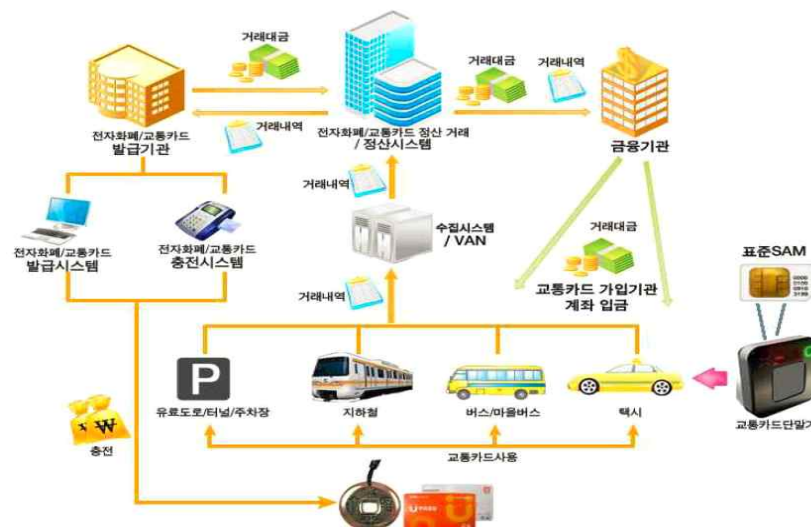 거래대금
거래내역
전자화폐/교통카드
발급기관
전자화폐/교통카드 정산 거래
/ 정산시스템
거래대금
거래내역
금융기관
전자화폐/교통카드
발급시스템
전자화폐/교통카드
충전시스템
거래내역
수집시스템
/ VAN
거래내역
거래대금
교통카드 가입기관
계좌 입금
표준SAM
P
유료도로/터널/주차장
지하철
버스/마을버스
택시
교통카드단말기
₩
충전
교통카드사용